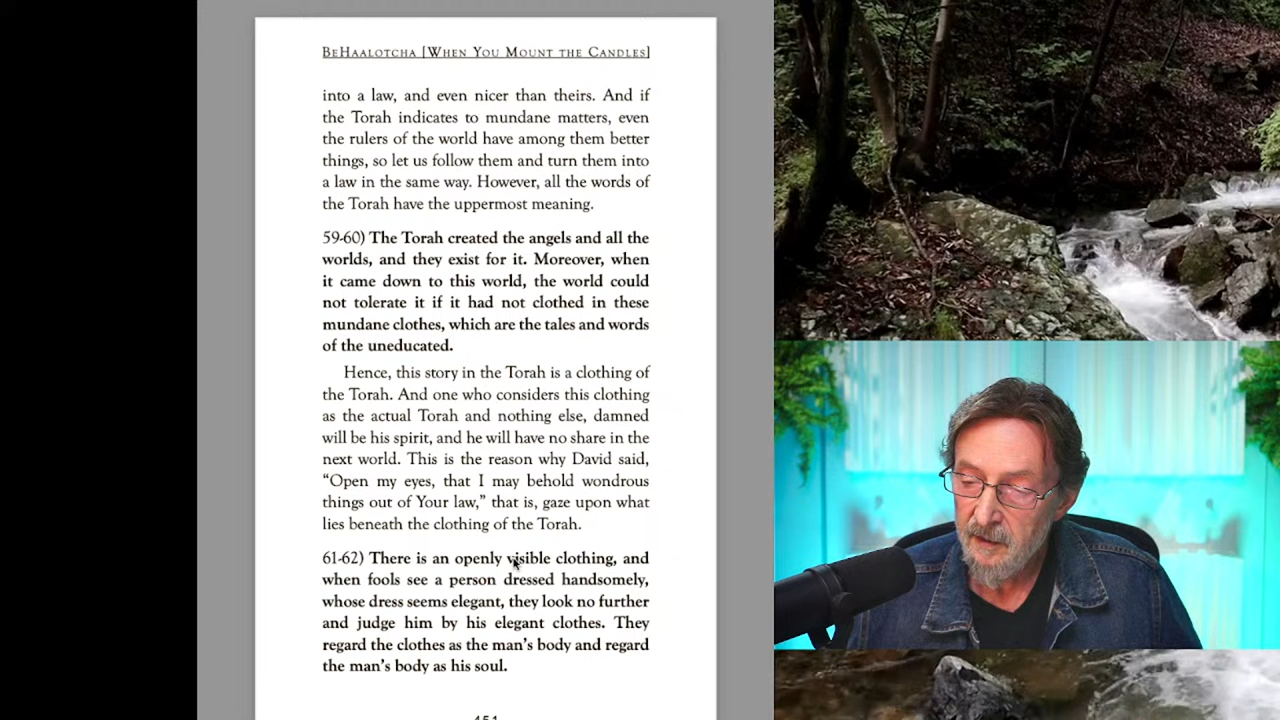 BeHaalotcha [When You Mount the Candles]
into a law, and even nicer than theirs. And if
the Torah indicates to mundane matters, even
the rulers of the world have among them better
things, so let us follow them and turn them into
a law in the same way. However, all the words of
the Torah have the uppermost meaning.
59-60) The Torah created the angels and all the
worlds, and they exist for it. Moreover, when
it came down to this world, the world could
not tolerate it if it had not clothed in these
mundane clothes, which are the tales and words
of the uneducated.
Hence, this story in the Torah is a clothing of
the Torah. And one who considers this clothing
as the actual Torah and nothing else, damned
will be his spirit, and he will have no share in the
next world. This is the reason why David said,
“Open my eyes, that I may behold wondrous
things out of Your law,” that is, gaze upon what
lies beneath the clothing of the Torah.
61-62) There is an openly visible clothing, and
when fools see a person dressed handsomely,
whose dress seems elegant, they look no further
and judge him by his elegant clothes. They
regard the clothes as the man’s body and regard
the man’s body as his soul.